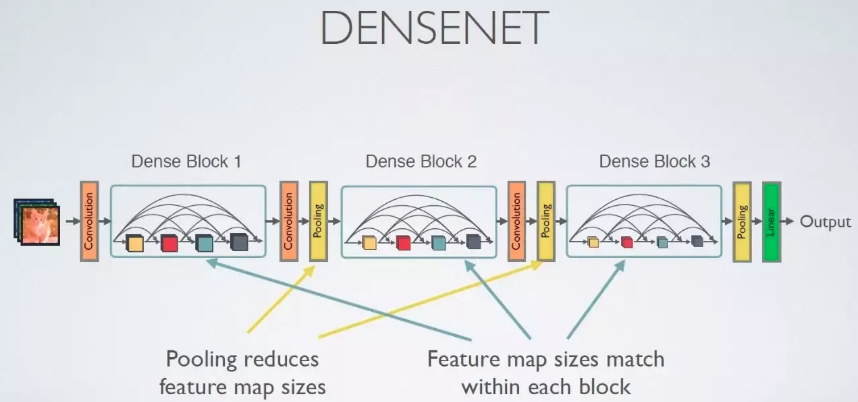 DENSENET
Dense Block 1
Dense Block 2
Dense Block 3
Convolution
Convolution
Pooling
Convolution
Pooling
Pooling
Linear
Output
Pooling reduces
feature map sizes
Feature map sizes match
within each block